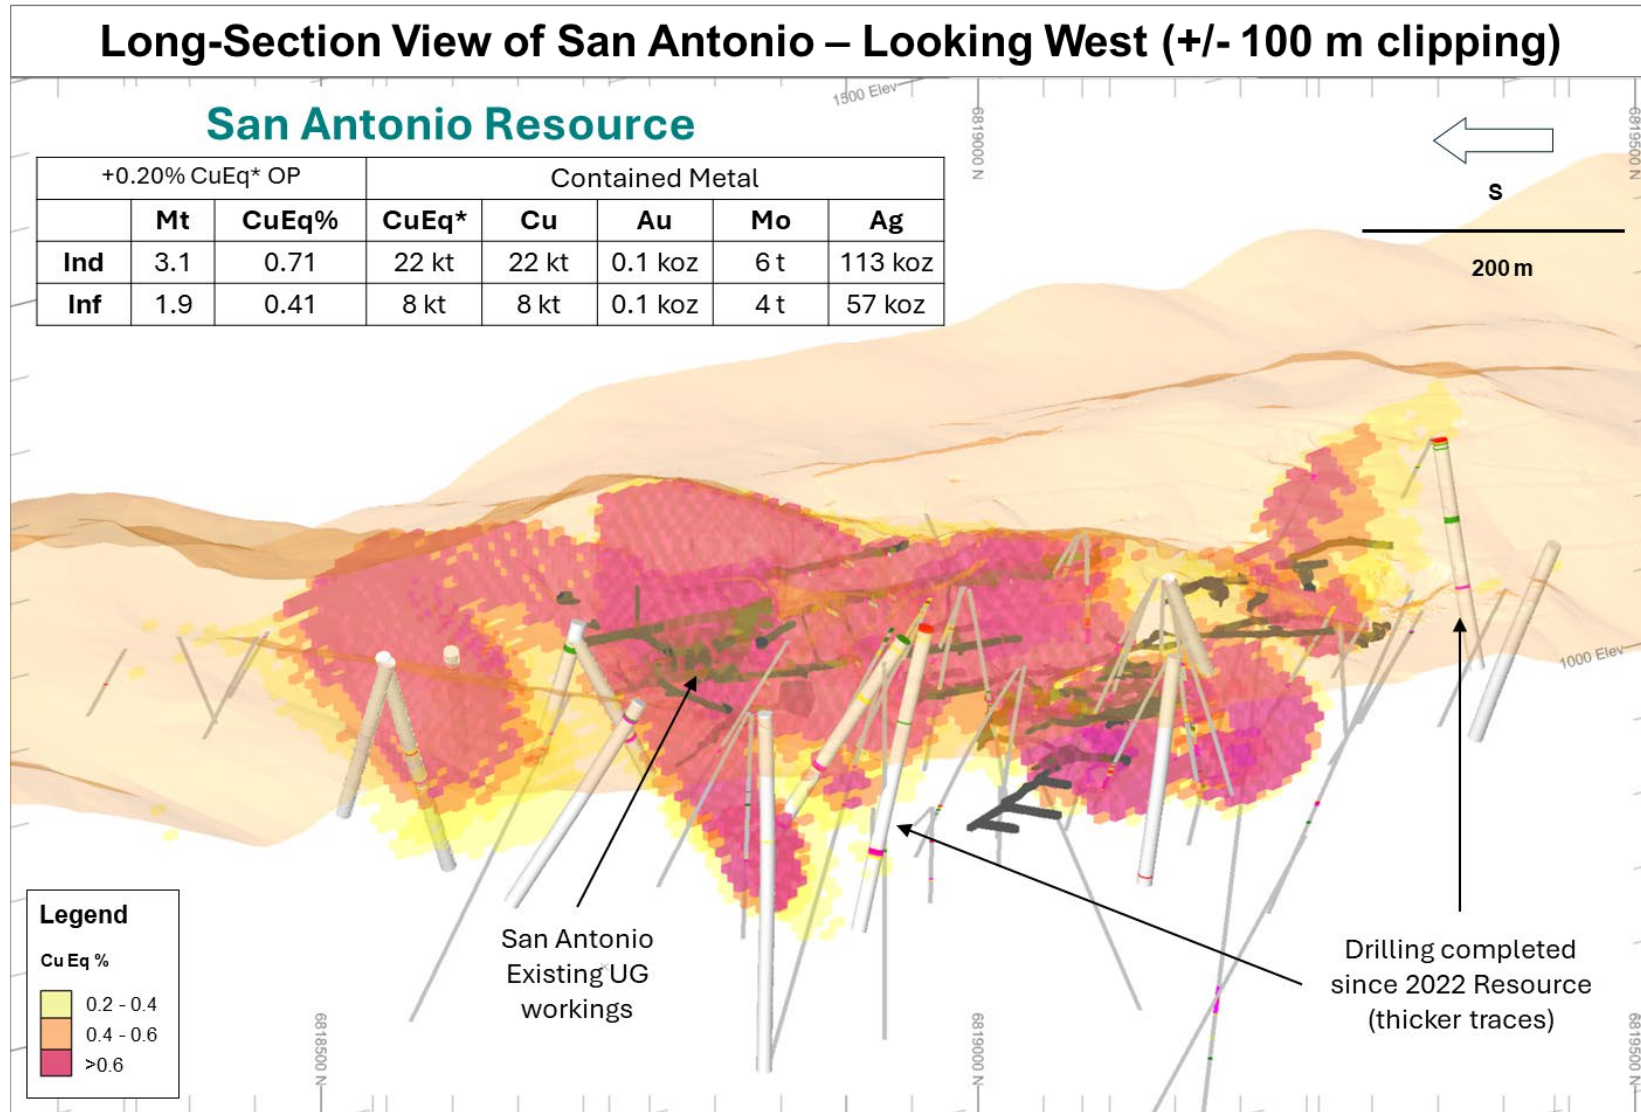 Long-Section View of San Antonio – Looking West (+/- 100 m clipping)
1500 Elev
San Antonio Resource
+0.20% CuEq* OP Contained Metal
Mt CuEq% CuEq* Cu Au Mo Ag
Ind 3.1 0.71 22 kt 22 kt 0.1 koz 6 t 113 koz
Inf 1.9 0.41 8 kt 8 kt 0.1 koz 4 t 57 koz
6819000 N
6819500 N
S
200 m
1000 Elev
San Antonio
Existing UG
workings
Drilling completed
since 2022 Resource
(thicker traces)
Legend
Cu Eq %
0.2 - 0.4
0.4 - 0.6
>0.6
6818500 N
6819000 N
6819500 N